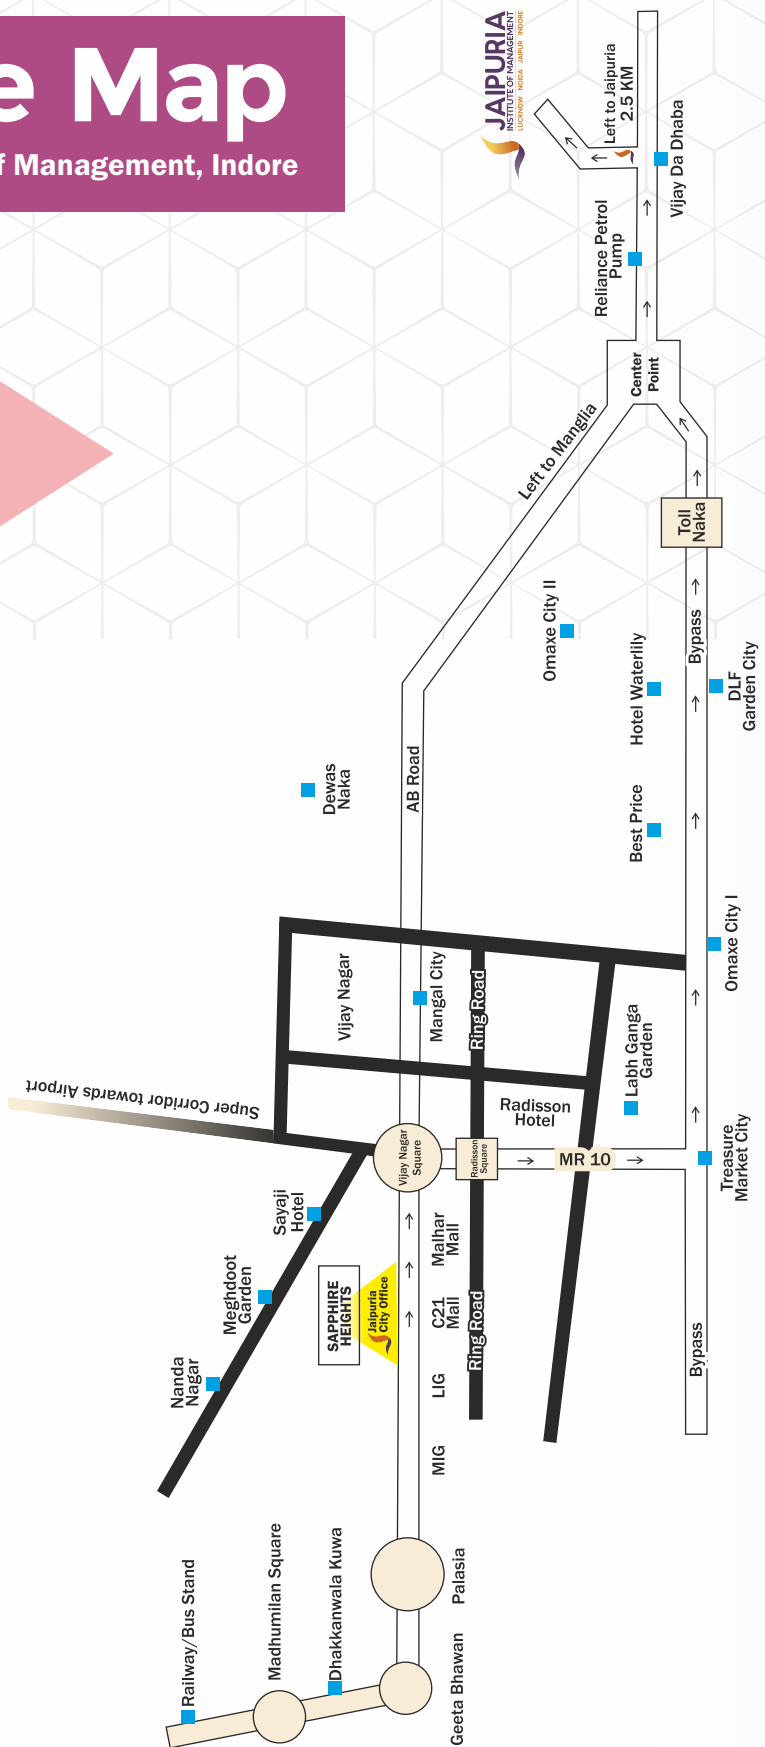 e Map
f Management, Indore
JAIPURIA
INSTITUTE OF MANAGEMENT
LUCKNOW NOIDA JAIPUR INDORE
Left to Jaipuria
2.5 KM
Vijay Da Dhaba
Reliance Petrol
Pump
Center
Point
Left to Manglia
Toll
Naka
Omaxe City II
Bypass
Hotel Waterlily
DLF
Garden City
Dewas
Naka
AB Road
Best Price
Omaxe City I
Vijay Nagar
Mangal City
Ring Road
Labh Ganga
Garden
Super Corridor towards Airport
Radisson
Hotel
Vijay Nagar
Square
Radisson
Square
MR 10
Treasure
Market City
Sayaji
Hotel
Malhar
Mall
Meghdoot
Garden
SAPPHIRE
HEIGHTS
Jaipuria
City Office
C21
Mall
Ring Road
Bypass
Nanda
Nagar
LIG
MIG
Railway/Bus Stand
Madhumilan Square
Dhakkanwala Kuwa
Palasia
Geeta Bhawan